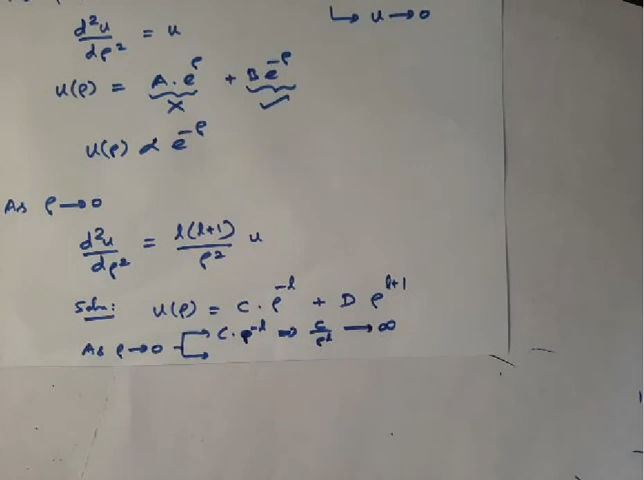 ↳ u → 0
d²u/dρ² = u
u(ρ) = A. e^ρ + B e^-ρ
X ✓
u(ρ) α e^-ρ
As ρ → 0
d²u/dρ² = l(l+1)/ρ² u
Soln: u(ρ) = C. ρ^-l + D ρ^l+1
As ρ → 0 C. ρ^-l ⇒ C/ρ^l → ∞